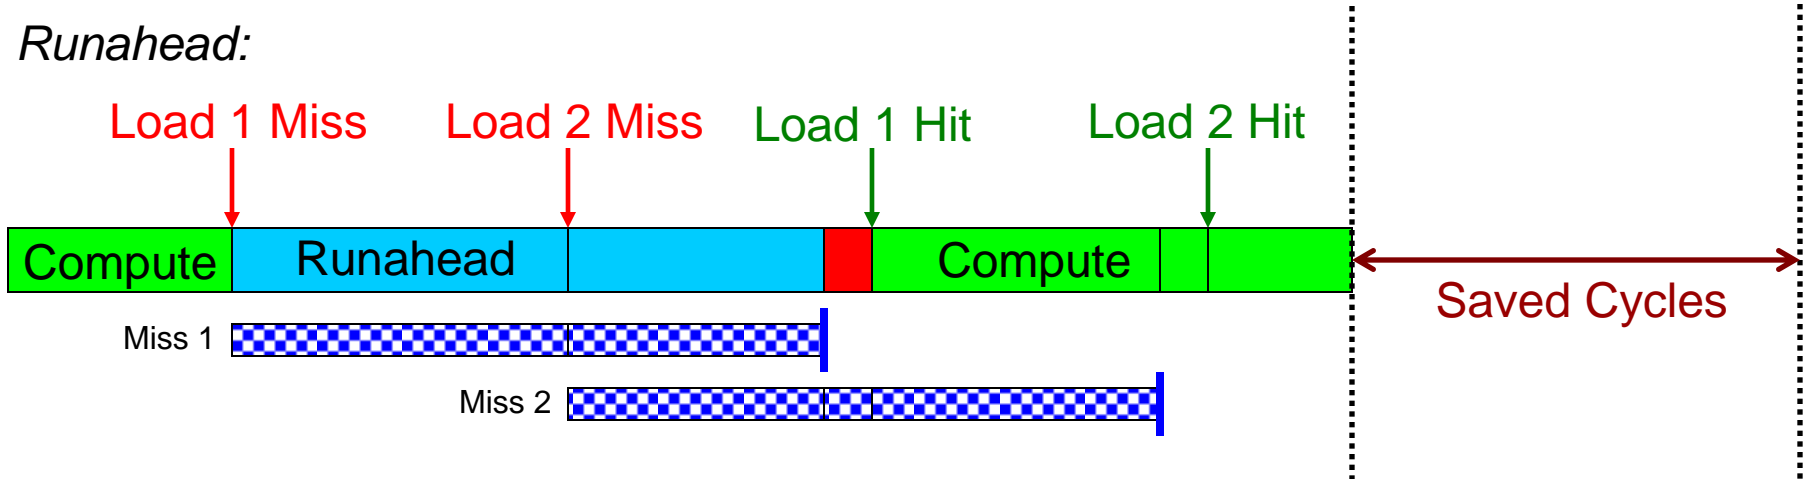 Runahead:
Load 1 Miss
Load 2 Miss
Load 1 Hit
Load 2 Hit
Compute
Runahead
Compute
Saved Cycles
Miss 1
Miss 2